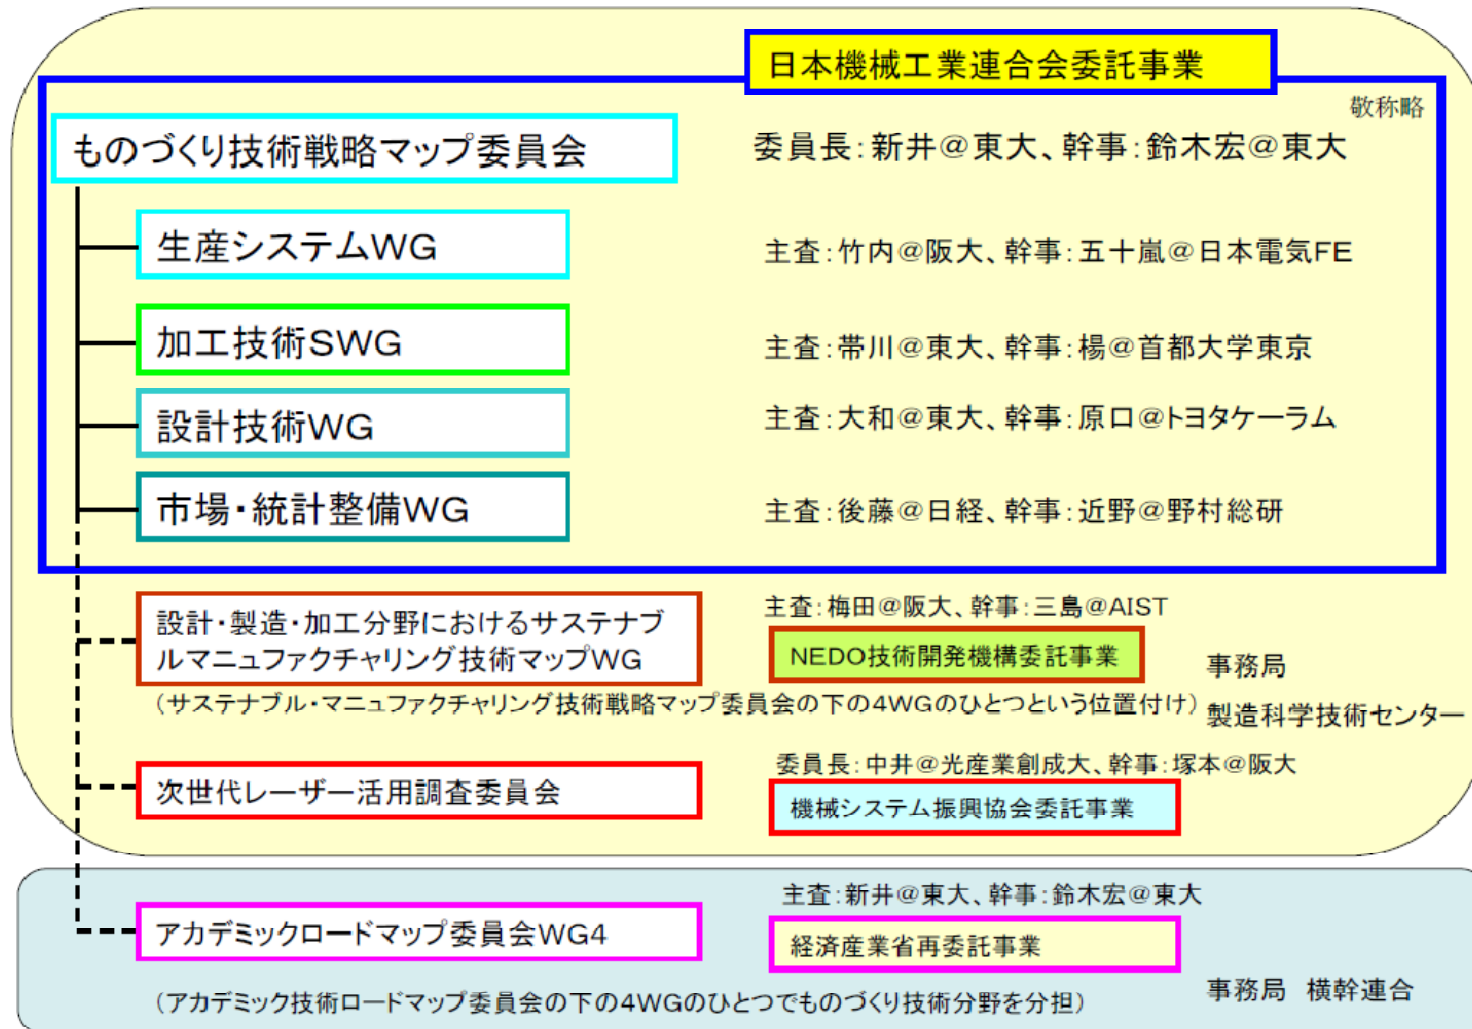 日本機械工業連合会委託事業
敬称略
ものづくり技術戦略マップ委員会
委員長：新井＠東大、幹事：鈴木宏＠東大
生産システムWG
主査：竹内＠阪大、幹事：五十嵐＠日本電気FE
加工技術SWG
主査：帯川＠東大、幹事：楊＠首都大学東京
設計技術WG
主査：大和＠東大、幹事：原口＠トヨタケーラム
市場・統計整備WG
主査：後藤＠日経、幹事：近野＠野村総研
設計・製造・加工分野におけるサステナブ
ルマニュファクチャリング技術マップWG
主査：梅田＠阪大、幹事：三島＠AIST
NEDO技術開発機構委託事業
（サステナブル・マニュファクチャリング技術戦略マップ委員会の下の4WGのひとつという位置付け）
事務局
製造科学技術センター
次世代レーザー活用調査委員会
委員長：中井＠光産業創成大、幹事：塚本＠阪大
機械システム振興協会委託事業
アカデミックロードマップ委員会WG4
主査：新井＠東大、幹事：鈴木宏＠東大
経済産業省再委託事業
（アカデミック技術ロードマップ委員会の下の4WGのひとつでものづくり技術分野を分担）
事務局　横幹連合